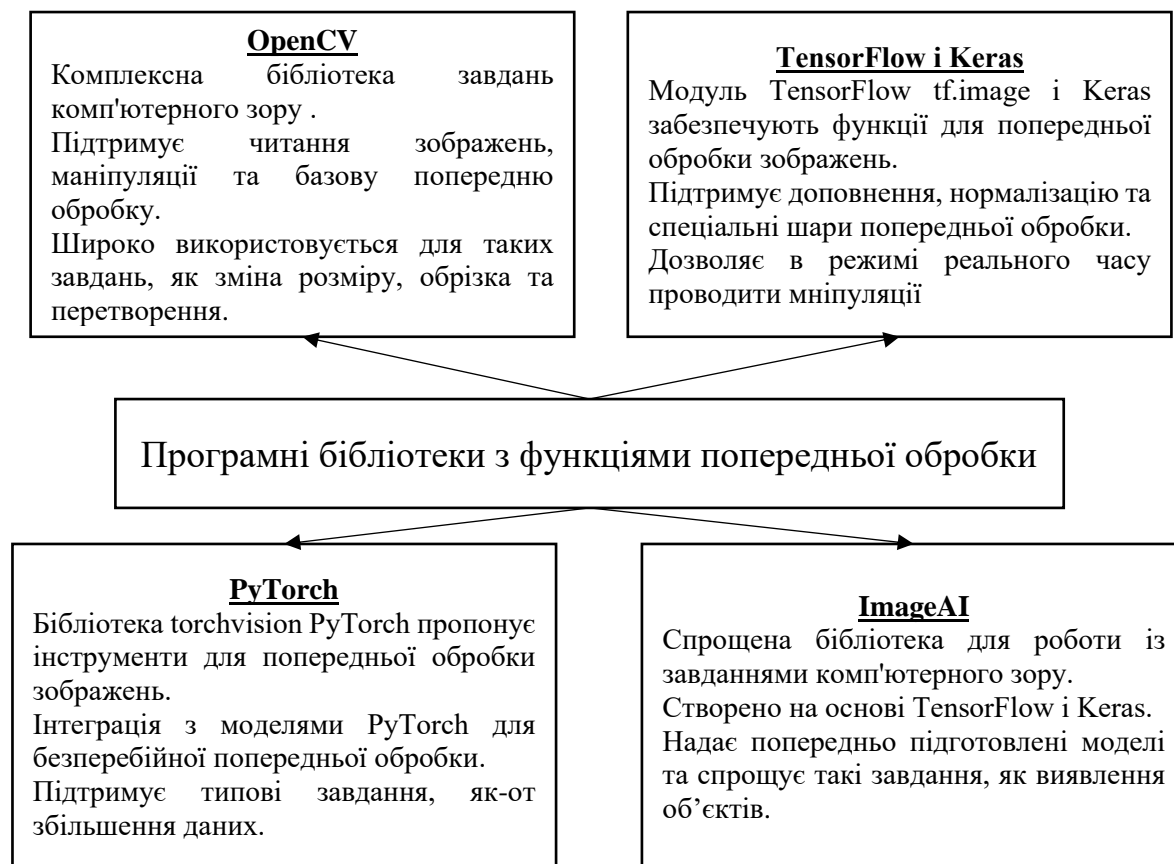 OpenCV
Комплексна бібліотека завдань
комп'ютерного зору .
Підтримує читання зображень,
маніпуляції та базову попередню
обробку.
Широко використовується для таких
завдань, як зміна розміру, обрізка та
перетворення.
TensorFlow і Keras
Модуль TensorFlow tf.image і Keras
забезпечують функції для попередньої
обробки зображень.
Підтримує доповнення, нормалізацію та
спеціальні шари попередньої обробки.
Дозволяє в режимі реального часу
проводити мніпуляції
Програмні бібліотеки з функціями попередньої обробки
PyTorch
Бібліотека torchvision PyTorch пропонує
інструменти для попередньої обробки
зображень.
Інтеграція з моделями PyTorch для
безперебійної попередньої обробки.
Підтримує типові завдання, як-от
збільшення даних.
ImageAI
Спрощена бібліотека для роботи із
завданнями комп'ютерного зору.
Створено на основі TensorFlow і Keras.
Надає попередньо підготовлені моделі
та спрощує такі завдання, як виявлення
об’єктів.